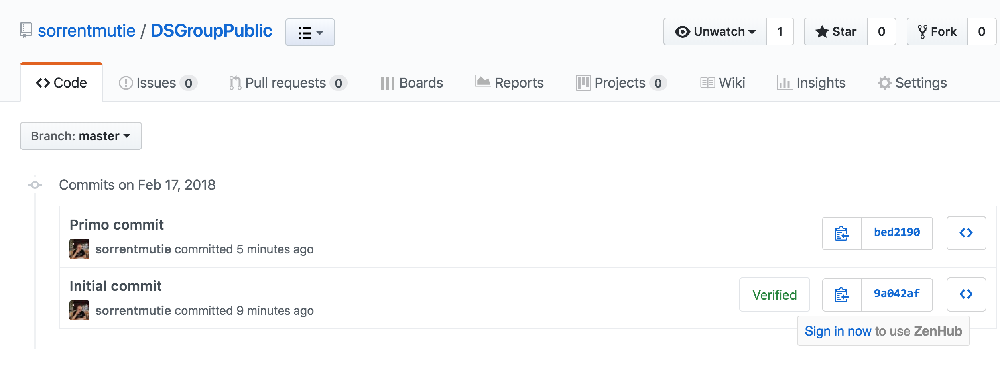 sorrentmutie / DSGroupPublic
Unwatch 1
Star 0
Fork 0
Code
Issues 0
Pull requests 0
Boards
Reports
Projects 0
Wiki
Insights
Settings
Branch: master
Commits on Feb 17, 2018
Primo commit
sorrentmutie committed 5 minutes ago
bed2190
Initial commit
sorrentmutie committed 9 minutes ago
Verified
9a042af
Sign in now to use ZenHub